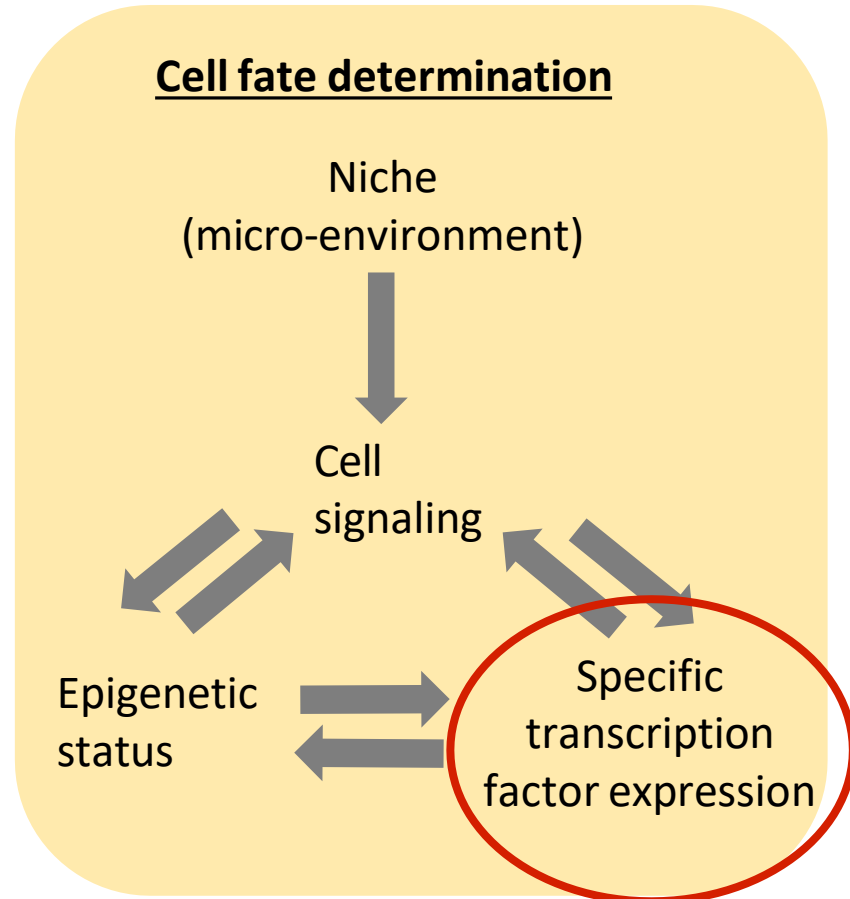 Cell fate determination
Niche
(micro-environment)
Cell
signaling
Epigenetic
status
Specific
transcription
factor expression